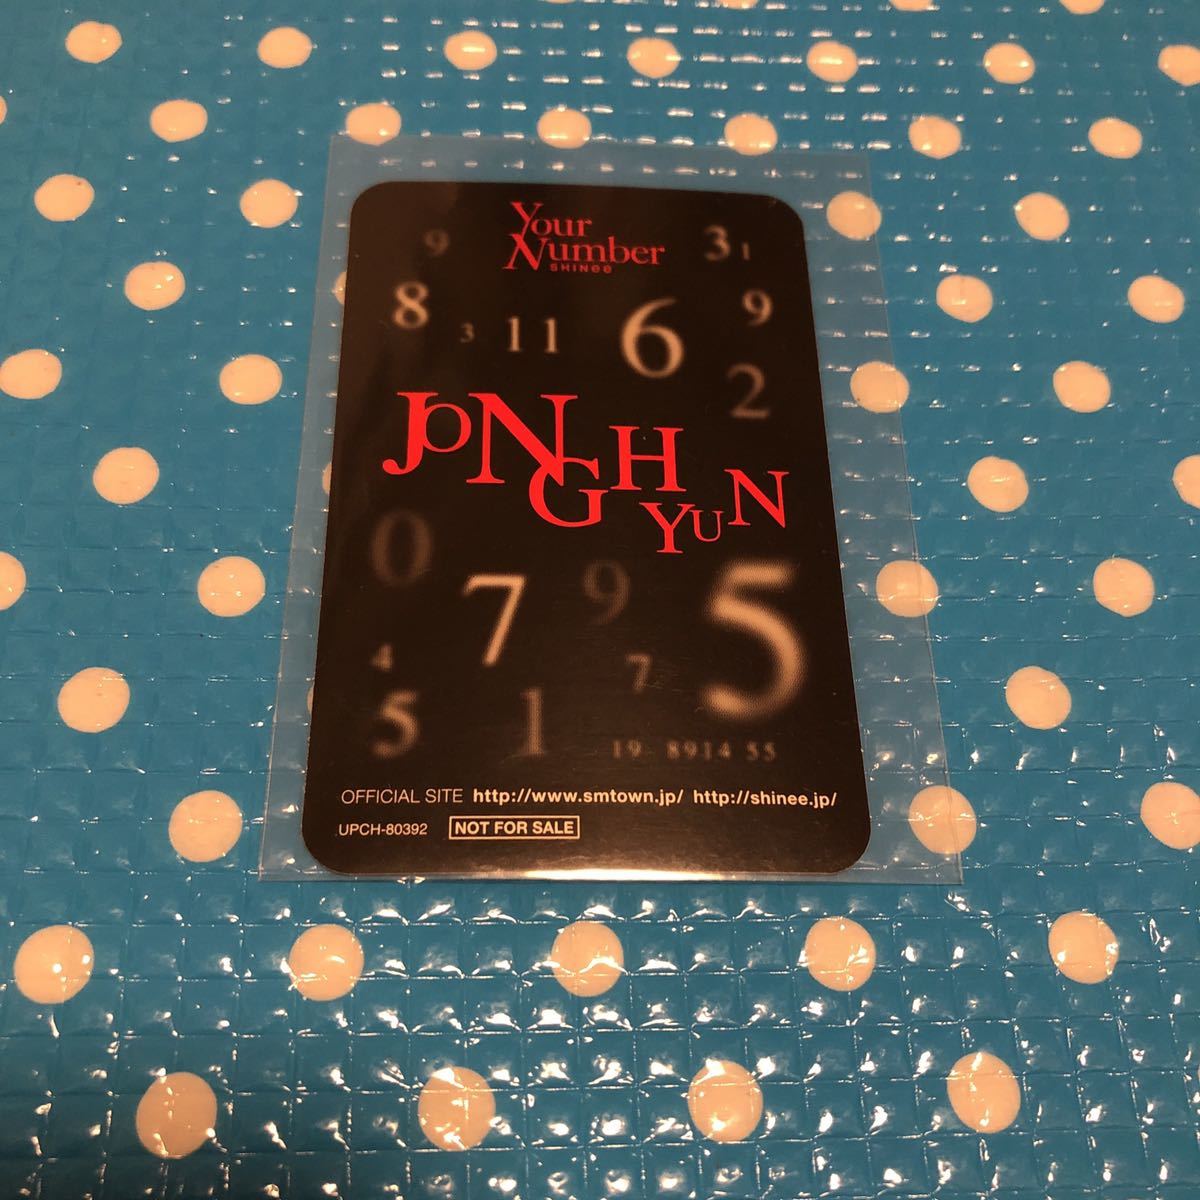 Your
Number
SHINee
9 3 1
8 3 11 6 9
2
JONGHYUN
0 7 9 5
4 7
5 1
19 8914 55
OFFICIAL SITE http://www.smtown.jp/ http://shinee.jp/
UPCH-80392 NOT FOR SALE